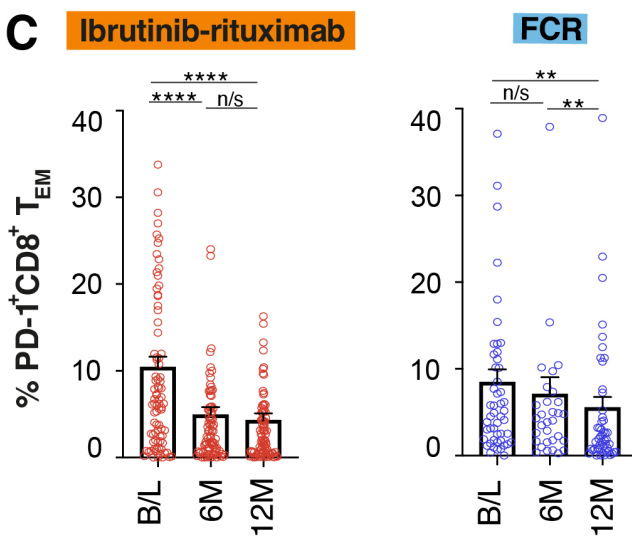 C
Ibrutinib-rituximab
FCR
% PD-1⁺CD8⁺ T_EM
****
****
n/s
40
30
20
10
0
B/L
6M
12M
**
n/s
**
40
30
20
10
0
B/L
6M
12M